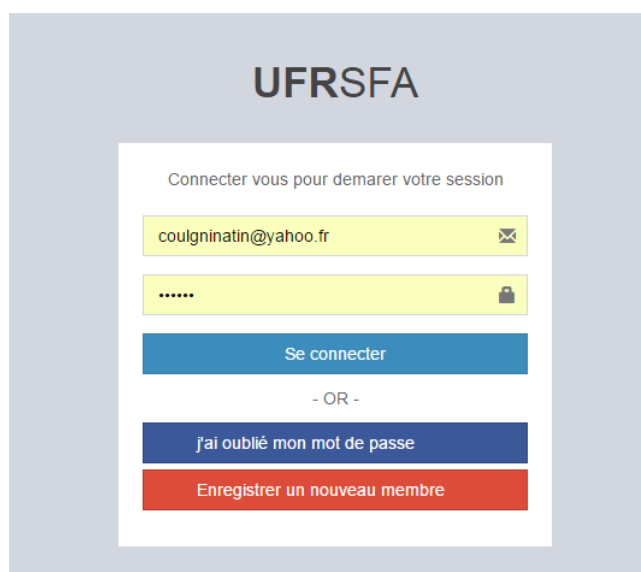 UFRSFA
Connecter vous pour demarer votre session
coulgninatin@yahoo.fr
••••••
Se connecter
- OR -
j'ai oublié mon mot de passe
Enregistrer un nouveau membre